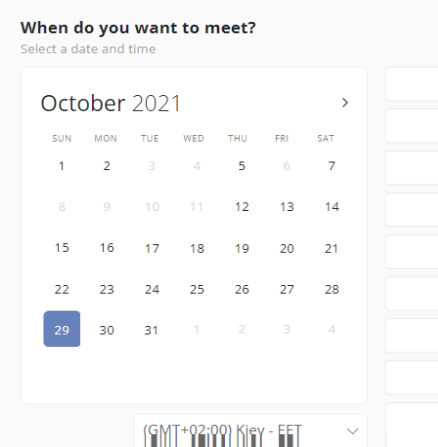 When do you want to meet?
Select a date and time
October 2021
SUN MON TUE WED THU FRI SAT
1 2 3 4 5 6 7
8 9 10 11 12 13 14
15 16 17 18 19 20 21
22 23 24 25 26 27 28
29 30 31 1 2 3 4
(GMT+02:00) Kiev - EET